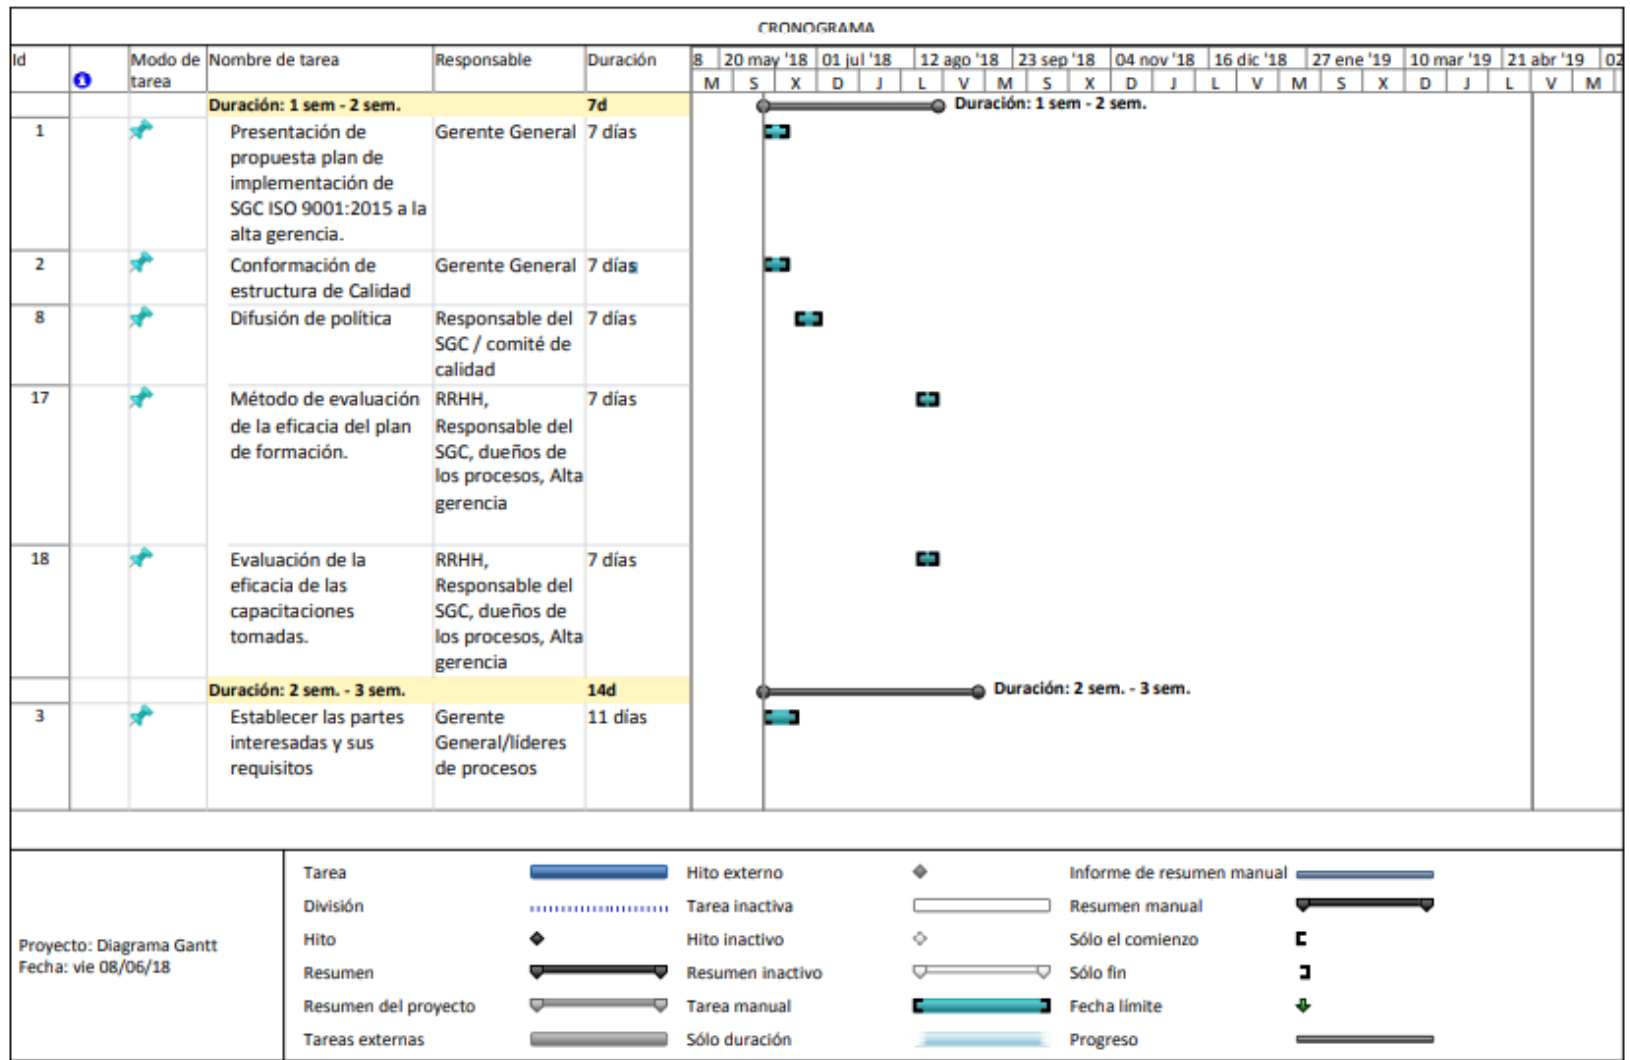 CRONOGRAMA
Id Modo de Nombre de tarea Responsable Duración 8 20 may '18 01 jul '18 12 ago '18 23 sep '18 04 nov '18 16 dic '18 27 ene '19 10 mar '19 21 abr '19 02
tarea M S X D J L V M S X D J L V M S X D J L V M
Duración: 1 sem - 2 sem. 7d Duración: 1 sem - 2 sem.
1 Presentación de Gerente General 7 días
propuesta plan de
implementación de
SGC ISO 9001:2015 a la
alta gerencia.
2 Conformación de Gerente General 7 días
estructura de Calidad
8 Difusión de política Responsable del 7 días
SGC / comité de
calidad
17 Método de evaluación RRHH, 7 días
de la eficacia del plan Responsable del
de formación. SGC, dueños de
los procesos, Alta
gerencia
18 Evaluación de la RRHH, 7 días
eficacia de las Responsable del
capacitaciones SGC, dueños de
tomadas. los procesos, Alta
gerencia
Duración: 2 sem. - 3 sem. 14d Duración: 2 sem. - 3 sem.
3 Establecer las partes Gerente 11 días
interesadas y sus General/líderes
requisitos de procesos
Proyecto: Diagrama Gantt
Fecha: vie 08/06/18
Tarea Hito externo Informe de resumen manual
División Tarea inactiva Resumen manual
Hito Hito inactivo Sólo el comienzo
Resumen Resumen inactivo Sólo fin
Resumen del proyecto Tarea manual Fecha límite
Tareas externas Sólo duración Progreso